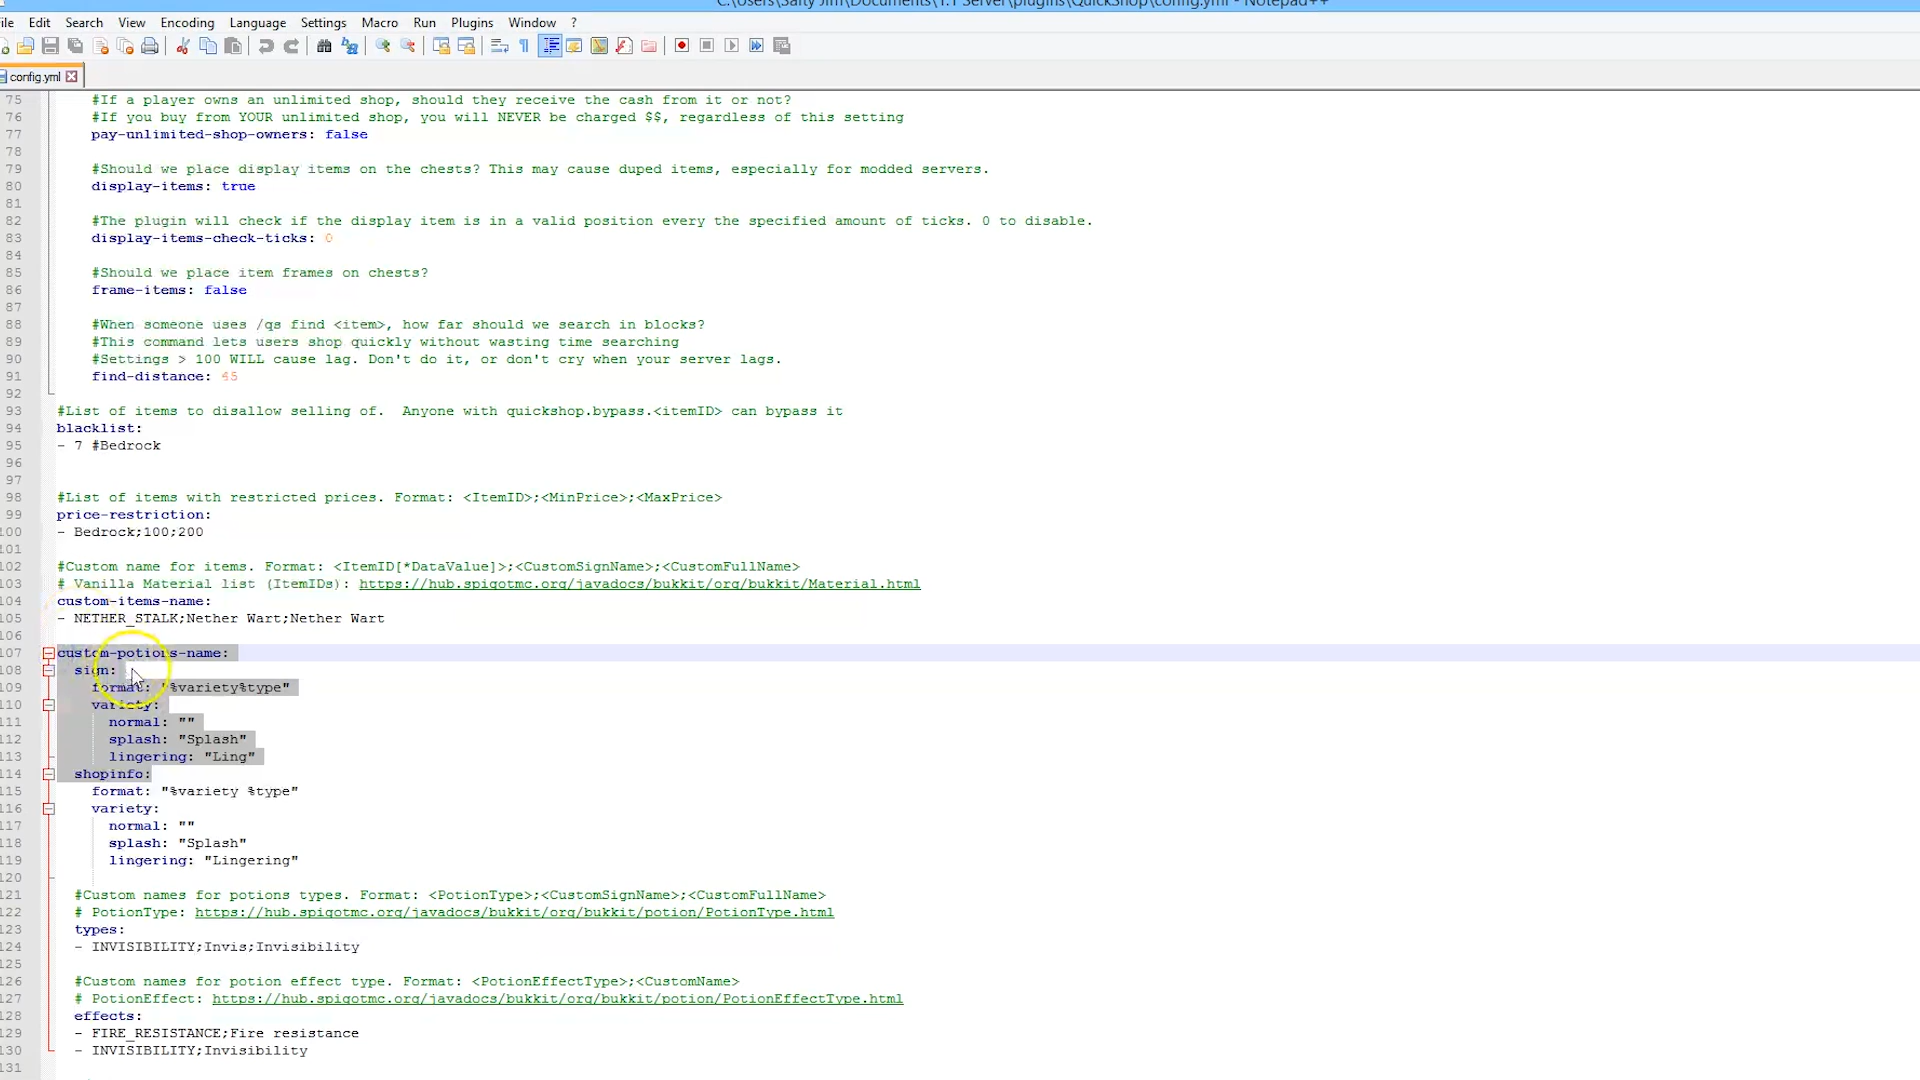 C:\Users\Salty Jim\Documents\1.1 Server\plugins\QuickShop\config.yml - Notepad++
ile Edit Search View Encoding Language Settings Macro Run Plugins Window ?
config.yml
75 #If a player owns an unlimited shop, should they receive the cash from it or not?
76 #If you buy from YOUR unlimited shop, you will NEVER be charged $$, regardless of this setting
77 pay-unlimited-shop-owners: false
78
79 #Should we place display items on the chests? This may cause duped items, especially for modded servers.
80 display-items: true
81
82 #The plugin will check if the display item is in a valid position every the specified amount of ticks. 0 to disable.
83 display-items-check-ticks: 0
84
85 #Should we place item frames on chests?
86 frame-items: false
87
88 #When someone uses /qs find <item>, how far should we search in blocks?
89 #This command lets users shop quickly without wasting time searching
90 #Settings > 100 WILL cause lag. Don't do it, or don't cry when your server lags.
91 find-distance: 45
92
93 #List of items to disallow selling of.  Anyone with quickshop.bypass.<itemID> can bypass it
94 blacklist:
95 - 7 #Bedrock
96
97
98 #List of items with restricted prices. Format: <ItemID>;<MinPrice>;<MaxPrice>
99 price-restriction:
100 - Bedrock;100;200
101
102 #Custom name for items. Format: <ItemID[*DataValue]>;<CustomSignName>;<CustomFullName>
103 # Vanilla Material list (ItemIDs): https://hub.spigotmc.org/javadocs/bukkit/org/bukkit/Material.html
104 custom-items-name:
105 - NETHER_STALK;Nether Wart;Nether Wart
106
107 custom-potions-name:
108 sign:
109 format: "%variety%type"
110 variety:
111 normal: ""
112 splash: "Splash"
113 lingering: "Ling"
114 shopinfo:
115 format: "%variety %type"
116 variety:
117 normal: ""
118 splash: "Splash"
119 lingering: "Lingering"
120
121 #Custom names for potions types. Format: <PotionType>;<CustomSignName>;<CustomFullName>
122 # PotionType: https://hub.spigotmc.org/javadocs/bukkit/org/bukkit/potion/PotionType.html
123 types:
124 - INVISIBILITY;Invis;Invisibility
125
126 #Custom names for potion effect type. Format: <PotionEffectType>;<CustomName>
127 # PotionEffect: https://hub.spigotmc.org/javadocs/bukkit/org/bukkit/potion/PotionEffectType.html
128 effects:
129 - FIRE_RESISTANCE;Fire resistance
130 - INVISIBILITY;Invisibility
131